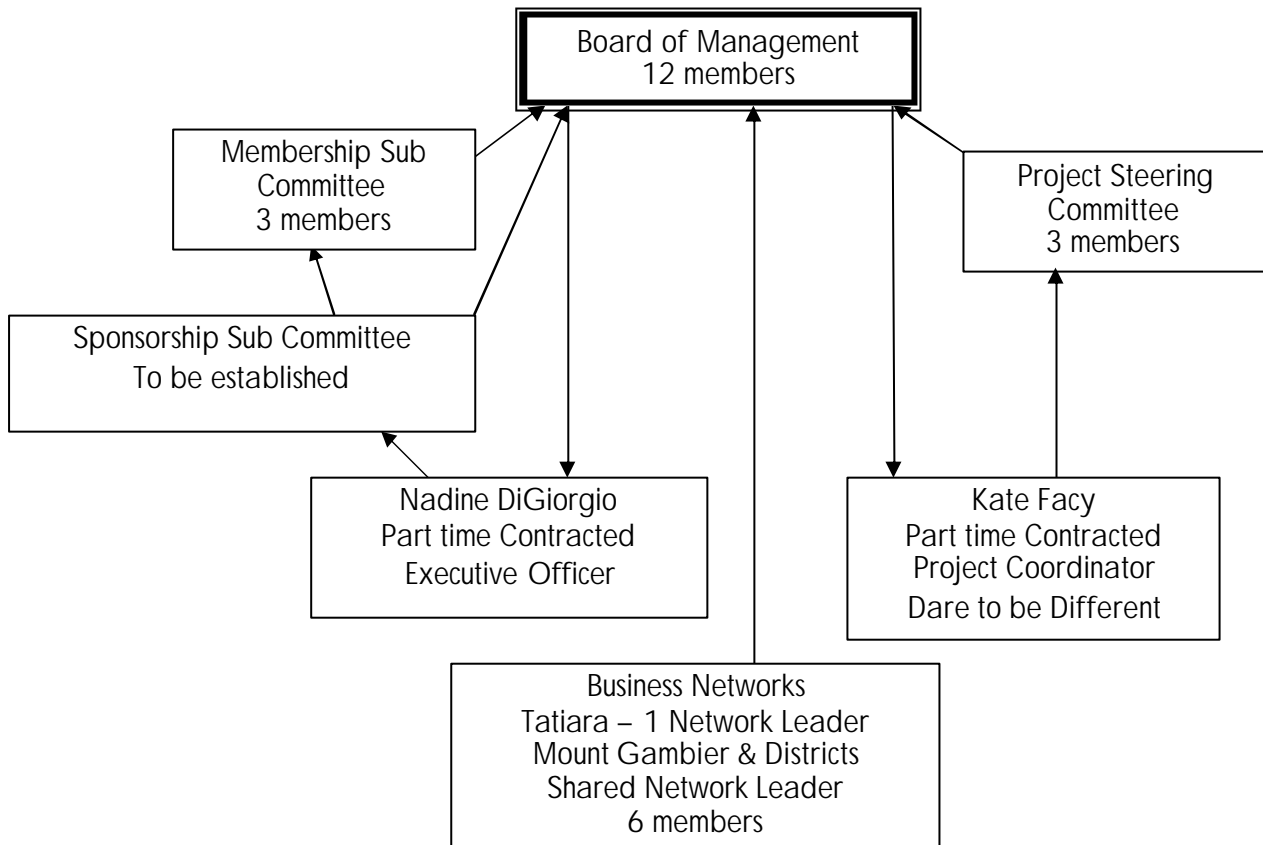 Board of Management
12 members
Membership Sub
Committee
3 members
Project Steering
Committee
3 members
Sponsorship Sub Committee
To be established
Nadine DiGiorgio
Part time Contracted
Executive Officer
Kate Facy
Part time Contracted
Project Coordinator
Dare to be Different
Business Networks
Tatiara – 1 Network Leader
Mount Gambier & Districts
Shared Network Leader
6 members